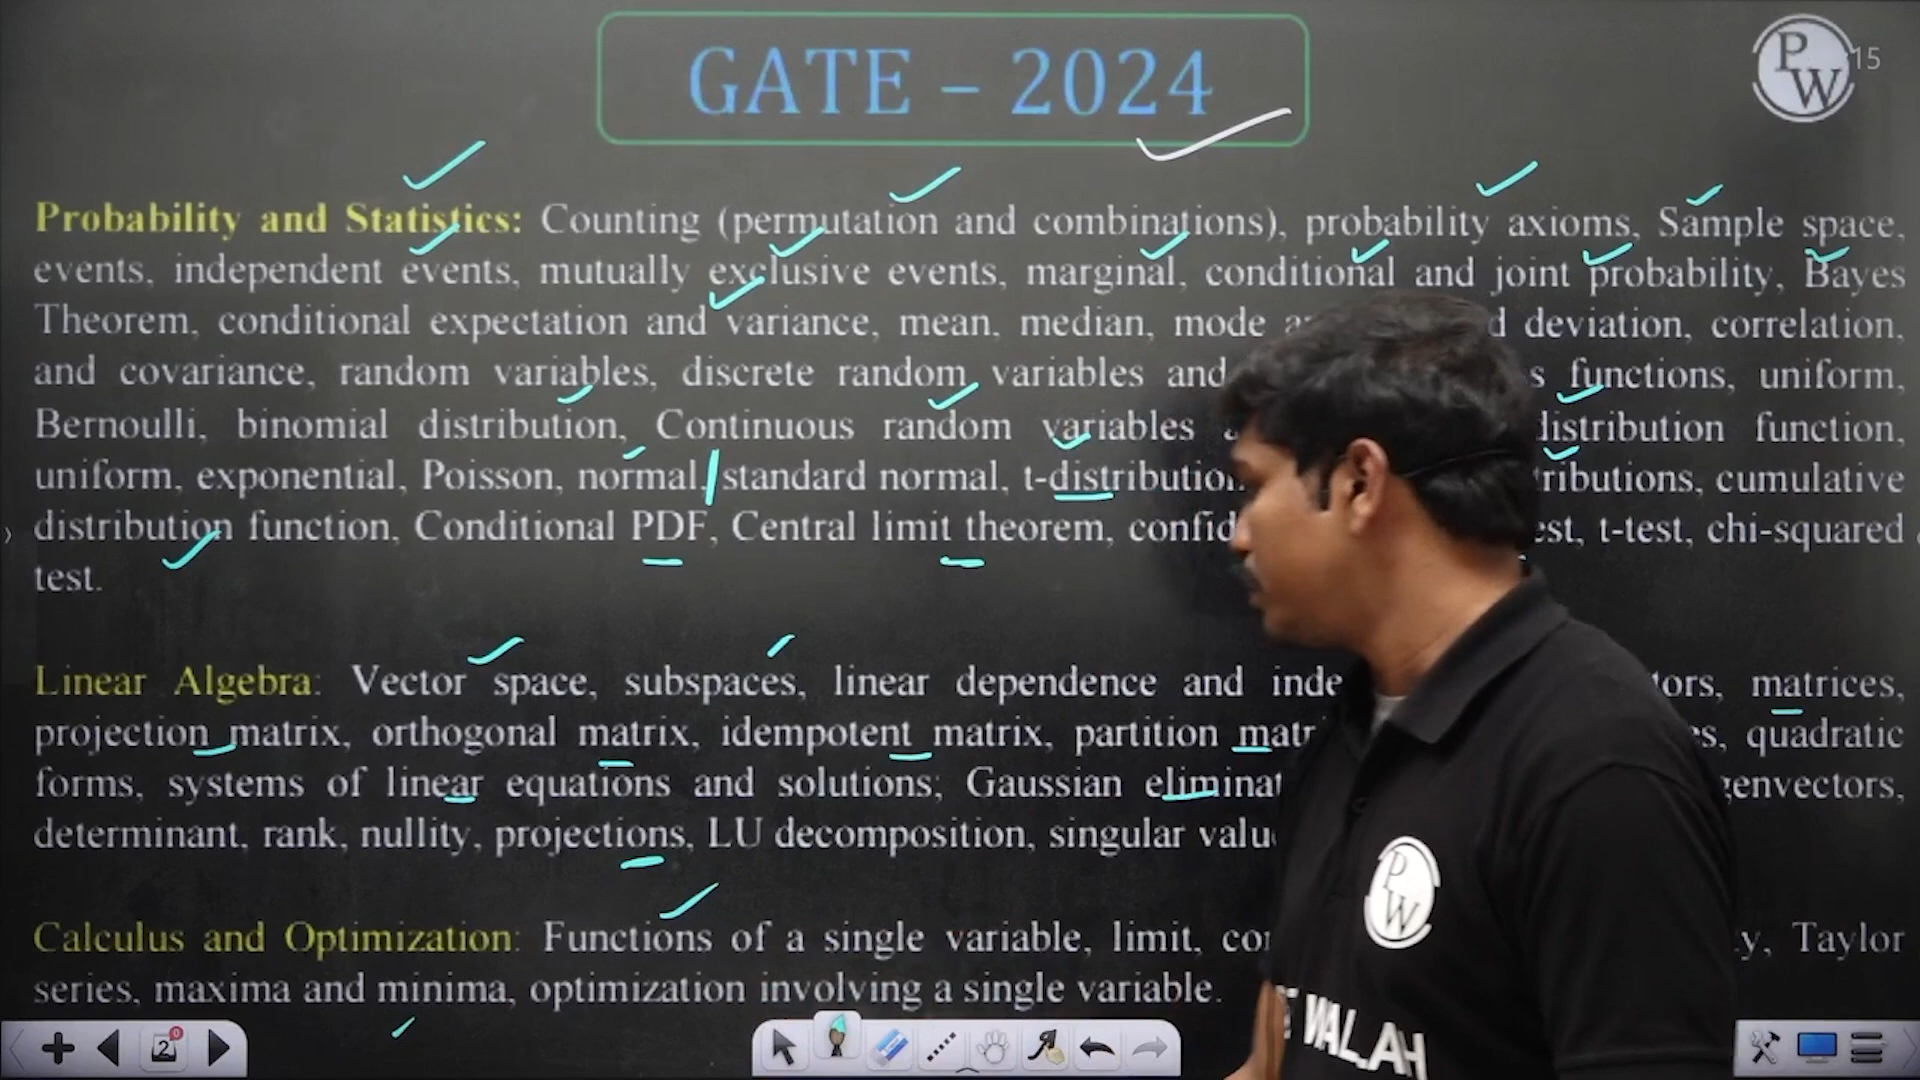 GATE – 2024
PW 15
Probability and Statistics: Counting (permutation and combinations), probability axioms, Sample space,
events, independent events, mutually exclusive events, marginal, conditional and joint probability, Bayes
Theorem, conditional expectation and variance, mean, median, mode deviation, correlation,
and covariance, random variables, discrete random variables and functions, uniform,
Bernoulli, binomial distribution, Continuous random variables distribution function,
uniform, exponential, Poisson, normal, standard normal, t-distribution cumulative
distribution function, Conditional PDF, Central limit theorem, t-test, chi-squared
test.
Linear Algebra: Vector space, subspaces, linear dependence and matrices,
projection matrix, orthogonal matrix, idempotent matrix, partition quadratic
forms, systems of linear equations and solutions; Gaussian
determinant, rank, nullity, projections, LU decomposition, singular
Calculus and Optimization: Functions of a single variable, limit, Taylor
series, maxima and minima, optimization involving a single variable.
PW
WALAH
2
0